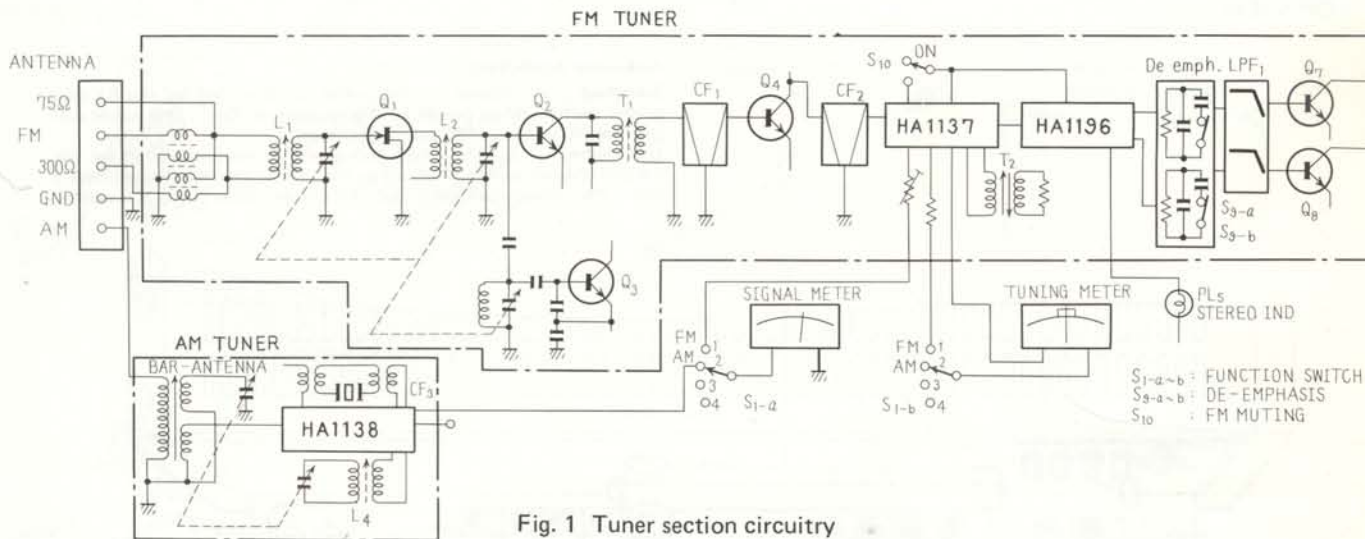 FM TUNER
ANTENNA
75Ω
FM
300Ω
GND
AM
L1
Q1
L2
Q2
T1
CF1
Q4
CF2
S10
ON
HA1137
HA1196
T2
De emph.
LPF1
Q7
Q8
S9-a
S9-b
Q3
SIGNAL METER
TUNING METER
PL5
STEREO IND
FM 1
AM 2
3
4
S1-a
FM 1
AM 2
3
4
S1-b
S1-a~b : FUNCTION SWITCH
S9-a~b : DE-EMPHASIS
S10 : FM MUTING
AM TUNER
BAR-ANTENNA
CF3
HA1138
L4
Fig. 1 Tuner section circuitry